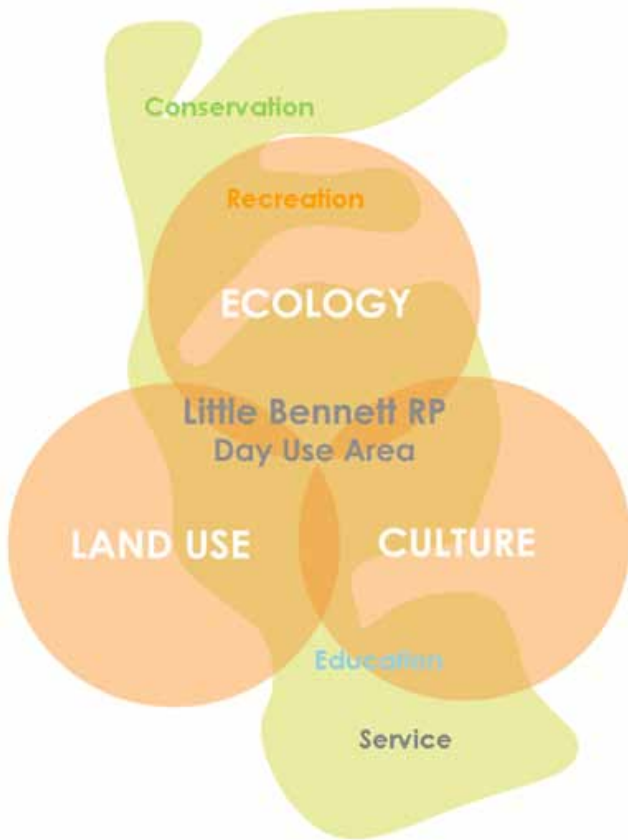 Conservation
Recreation
ECOLOGY
Little Bennett RP
Day Use Area
LAND USE
CULTURE
Education
Service